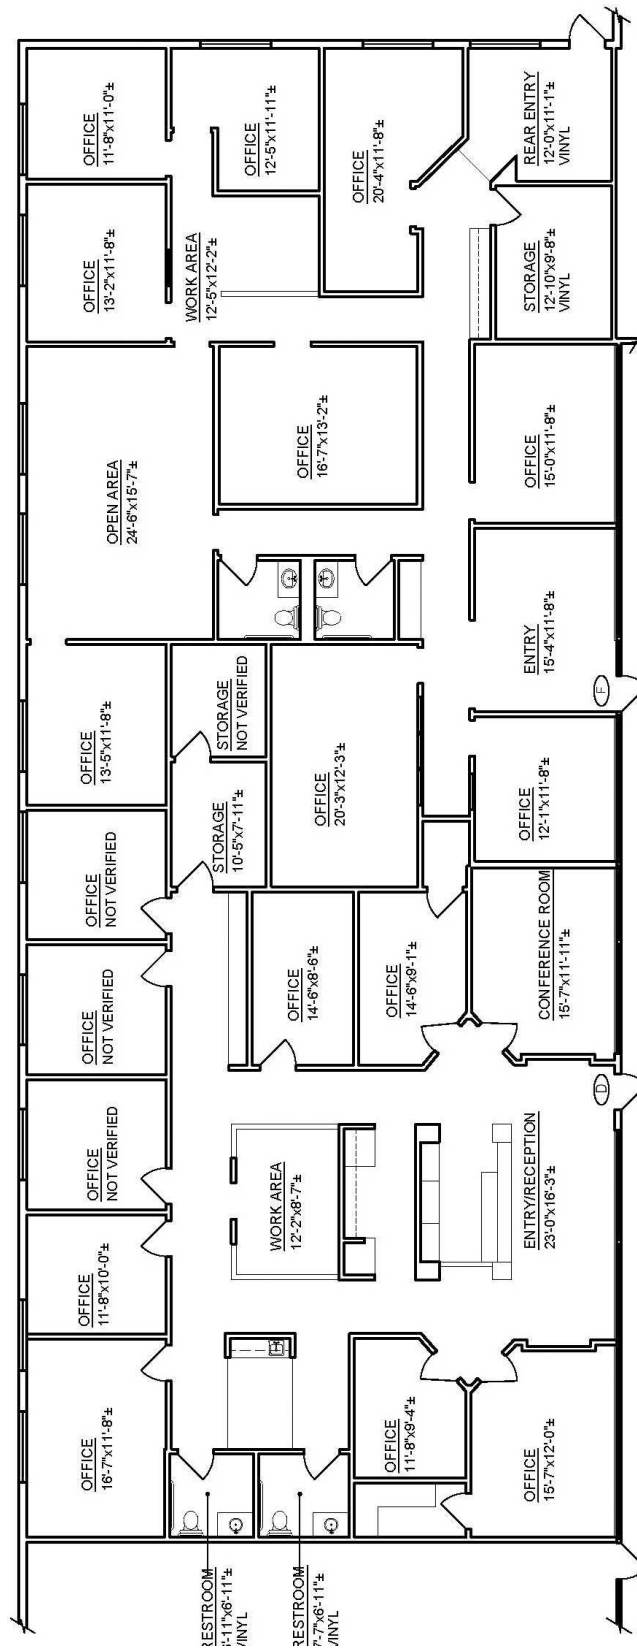 OFFICE
16'-7"x11'-8"±
OFFICE
11'-8"x10'-0"±
OFFICE
NOT VERIFIED
OFFICE
NOT VERIFIED
OFFICE
NOT VERIFIED
OFFICE
13'-5"x11'-8"±
OPEN AREA
24'-6"x15'-7"±
OFFICE
13'-2"x11'-8"±
OFFICE
11'-8"x11'-0"±
RESTROOM
VINYL
RESTROOM
7'-7"x6'-11"±
VINYL
WORK AREA
12'-2"x8'-7"±
OFFICE
14'-6"x8'-6"±
STORAGE
10'-5"x7'-11"±
STORAGE
NOT VERIFIED
OFFICE
20'-3"x12'-3"±
OFFICE
16'-7"x13'-2"±
WORK AREA
12'-5"x12'-2"±
OFFICE
12'-5"x11'-11"±
OFFICE
11'-8"x9'-4"±
OFFICE
14'-6"x9'-1"±
OFFICE
20'-4"x11'-8"±
OFFICE
15'-7"x12'-0"±
ENTRY/RECEPTION
23'-0"x16'-3"±
CONFERENCE ROOM
15'-7"x11'-11"±
OFFICE
12'-1"x11'-8"±
ENTRY
15'-4"x11'-8"±
OFFICE
15'-0"x11'-8"±
STORAGE
12'-10"x9'-8"±
VINYL
REAR ENTRY
12'-0"x11'-1"±
VINYL
D
F